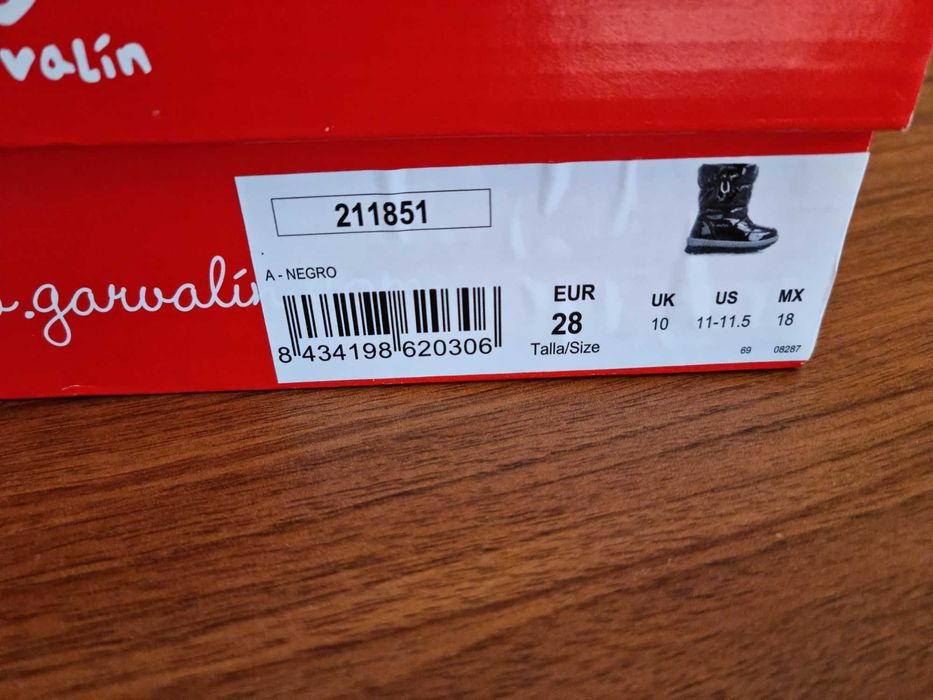 valín
211851
A - NEGRO
.garvalín
8 434198 620306
EUR
28
Talla/Size
UK
10
US
11-11.5
MX
18
69
08287